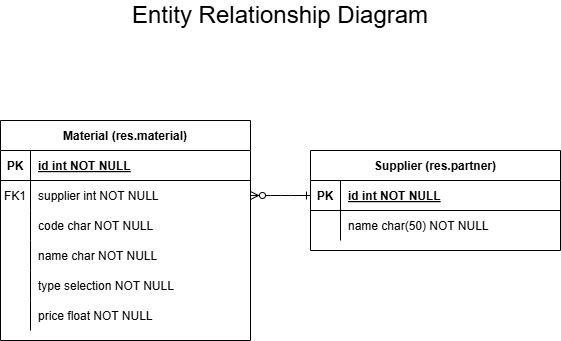 Entity Relationship Diagram
Material (res.material)
PK id int NOT NULL
FK1 supplier int NOT NULL
code char NOT NULL
name char NOT NULL
type selection NOT NULL
price float NOT NULL
Supplier (res.partner)
PK id int NOT NULL
name char(50) NOT NULL